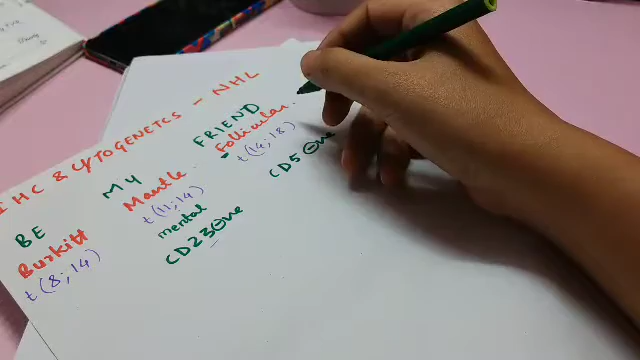 IHC & CYTOGENETCS - NHL
BE MY FRIEND
Burkitt Mantle Follicular
t(8;14) t(11;14) t(14;18)
mental
CD23 ⊖ve CD5 ⊖ve